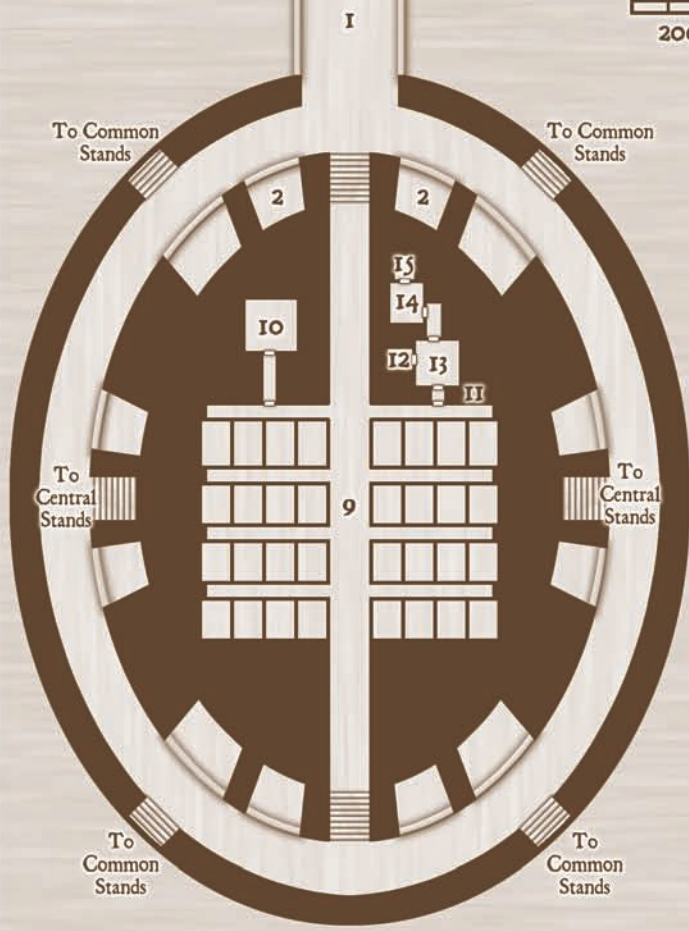 1
To Common
Stands
To Common
Stands
2
2
15
14
10
12
13
11
To
Central
Stands
9
To
Central
Stands
To
Common
Stands
To
Common
Stands